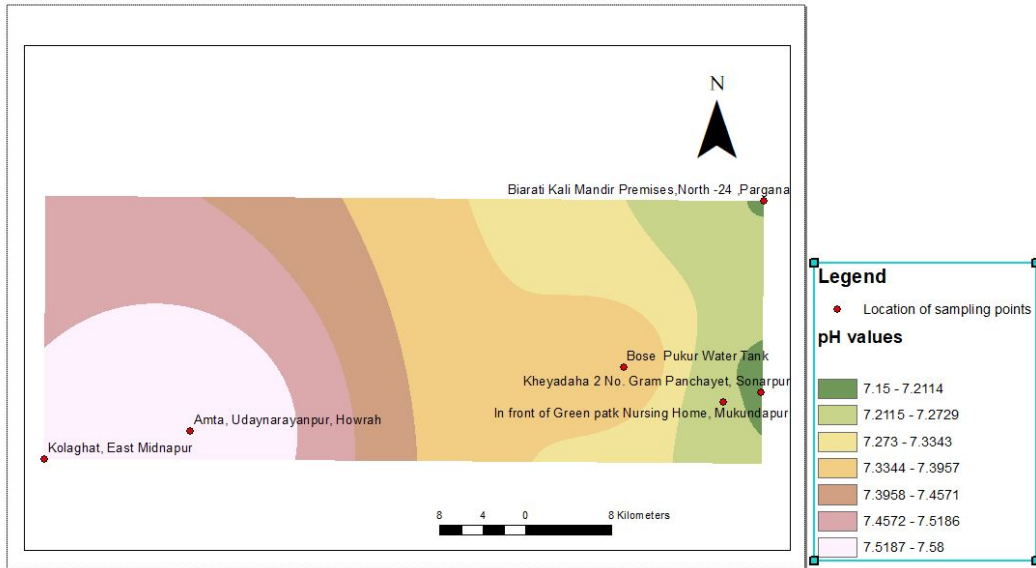 N
Biarati Kali Mandir Premises,North -24 ,Pargana
Bose Pukur Water Tank
Kheyadaha 2 No. Gram Panchayet, Sonarpur
In front of Green patk Nursing Home, Mukundapur
Amta, Udaynarayanpur, Howrah
Kolaghat, East Midnapur
8 4 0 8 Kilometers
Legend
Location of sampling points
pH values
7.15 - 7.2114
7.2115 - 7.2729
7.273 - 7.3343
7.3344 - 7.3957
7.3958 - 7.4571
7.4572 - 7.5186
7.5187 - 7.58